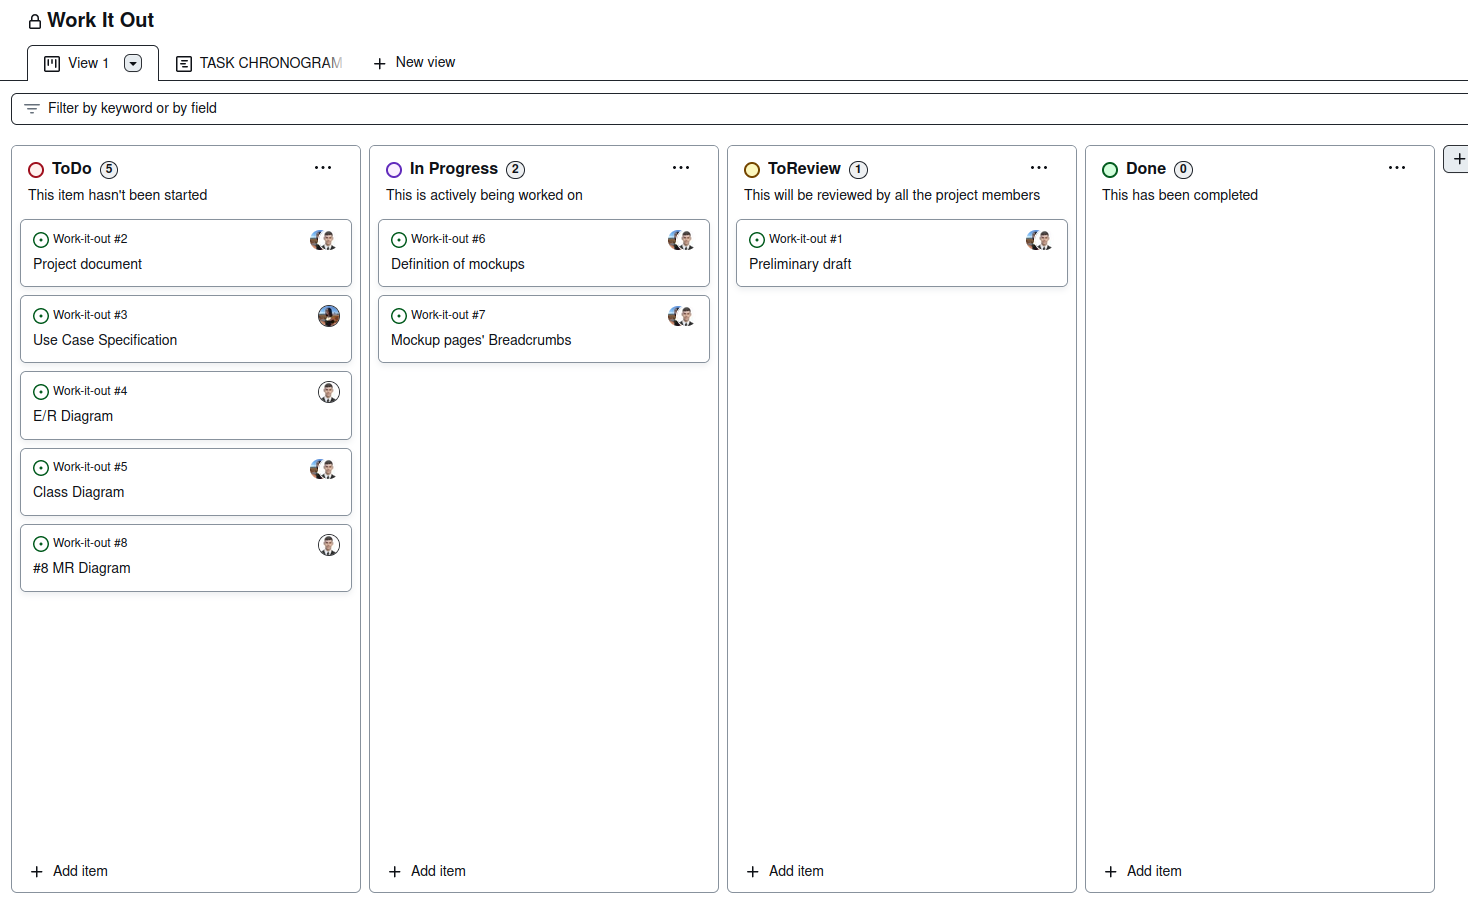 Work It Out
View 1
TASK CHRONOGRAM
New view
Filter by keyword or by field
ToDo 5
This item hasn't been started
Work-it-out #2
Project document
Work-it-out #3
Use Case Specification
Work-it-out #4
E/R Diagram
Work-it-out #5
Class Diagram
Work-it-out #8
#8 MR Diagram
Add item
In Progress 2
This is actively being worked on
Work-it-out #6
Definition of mockups
Work-it-out #7
Mockup pages' Breadcrumbs
Add item
ToReview 1
This will be reviewed by all the project members
Work-it-out #1
Preliminary draft
Add item
Done 0
This has been completed
Add item